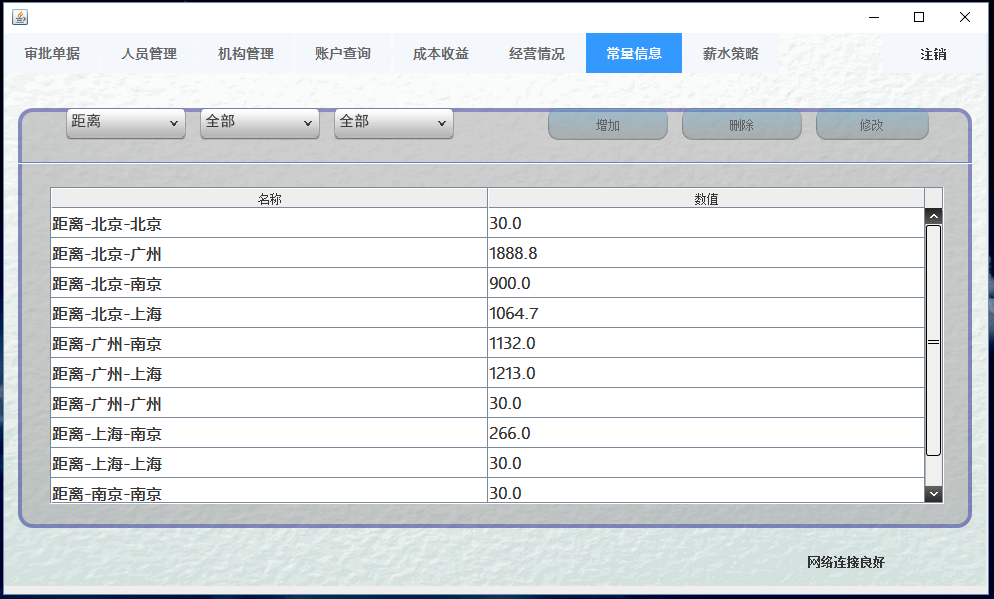 审批单据 人员管理 机构管理 账户查询 成本收益 经营情况 常量信息 薪水策略 注销
距离 全部 全部 增加 删除 修改
名称 数值
距离-北京-北京 30.0
距离-北京-广州 1888.8
距离-北京-南京 900.0
距离-北京-上海 1064.7
距离-广州-南京 1132.0
距离-广州-上海 1213.0
距离-广州-广州 30.0
距离-上海-南京 266.0
距离-上海-上海 30.0
距离-南京-南京 30.0
网络连接良好